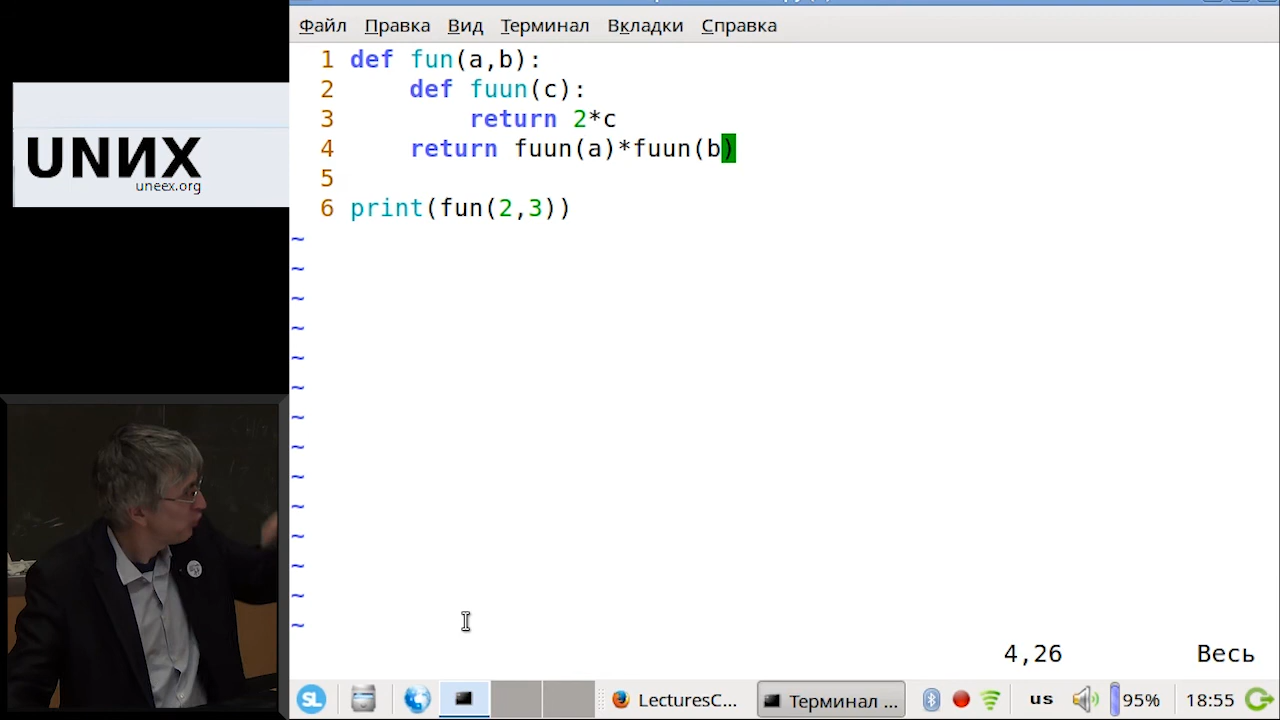 Файл Правка Вид Терминал Вкладки Справка
UNИX
uneex.org
1 def fun(a,b):
2     def fuun(c):
3         return 2*c
4     return fuun(a)*fuun(b)
5
6 print(fun(2,3))
~
~
~
~
~
~
~
~
~
~
~
~
~
~
4,26 Весь
SL LecturesC... Терминал ... us 95% 18:55